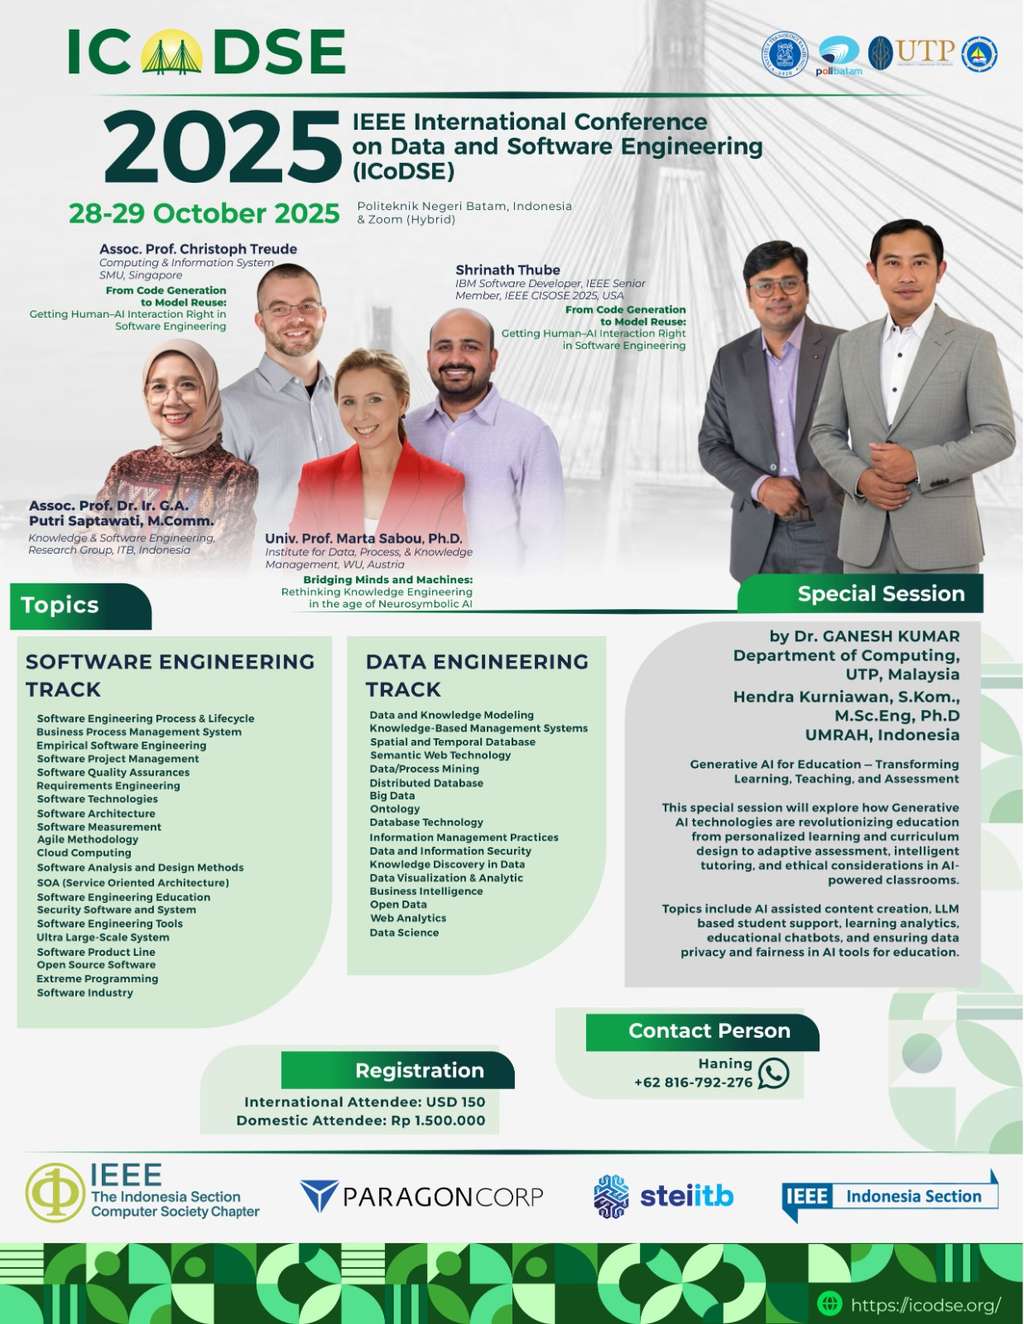 ICODSE
polibatam
UTP
2025
IEEE International Conference
on Data and Software Engineering
(ICoDSE)
28-29 October 2025
Politeknik Negeri Batam, Indonesia
& Zoom (Hybrid)
Assoc. Prof. Christoph Treude
Computing & Information System
SMU, Singapore
From Code Generation
to Model Reuse:
Getting Human–AI Interaction Right in
Software Engineering
Shrinath Thube
IBM Software Developer, IEEE Senior
Member, IEEE CISOSE 2025, USA
From Code Generation
to Model Reuse:
Getting Human–AI Interaction Right
in Software Engineering
Assoc. Prof. Dr. Ir. G.A.
Putri Saptawati, M.Comm.
Knowledge & Software Engineering,
Research Group, ITB, Indonesia
Univ. Prof. Marta Sabou, Ph.D.
Institute for Data, Process, & Knowledge
Management, WU, Austria
Bridging Minds and Machines:
Rethinking Knowledge Engineering
in the age of Neurosymbolic AI
Topics
SOFTWARE ENGINEERING
TRACK
Software Engineering Process & Lifecycle
Business Process Management System
Empirical Software Engineering
Software Project Management
Software Quality Assurances
Requirements Engineering
Software Technologies
Software Architecture
Software Measurement
Agile Methodology
Cloud Computing
Software Analysis and Design Methods
SOA (Service Oriented Architecture)
Software Engineering Education
Security Software and System
Software Engineering Tools
Ultra Large-Scale System
Software Product Line
Open Source Software
Extreme Programming
Software Industry
DATA ENGINEERING
TRACK
Data and Knowledge Modeling
Knowledge-Based Management Systems
Spatial and Temporal Database
Semantic Web Technology
Data/Process Mining
Distributed Database
Big Data
Ontology
Database Technology
Information Management Practices
Data and Information Security
Knowledge Discovery in Data
Data Visualization & Analytic
Business Intelligence
Open Data
Web Analytics
Data Science
Special Session
by Dr. GANESH KUMAR
Department of Computing,
UTP, Malaysia
Hendra Kurniawan, S.Kom.,
M.Sc.Eng, Ph.D
UMRAH, Indonesia
Generative AI for Education — Transforming
Learning, Teaching, and Assessment
This special session will explore how Generative
AI technologies are revolutionizing education
from personalized learning and curriculum
design to adaptive assessment, intelligent
tutoring, and ethical considerations in AI-
powered classrooms.
Topics include AI assisted content creation, LLM
based student support, learning analytics,
educational chatbots, and ensuring data
privacy and fairness in AI tools for education.
Contact Person
Haning
+62 816-792-276
Registration
International Attendee: USD 150
Domestic Attendee: Rp 1.500.000
IEEE
The Indonesia Section
Computer Society Chapter
PARAGONCORP
steiitb
IEEE Indonesia Section
https://icodse.org/